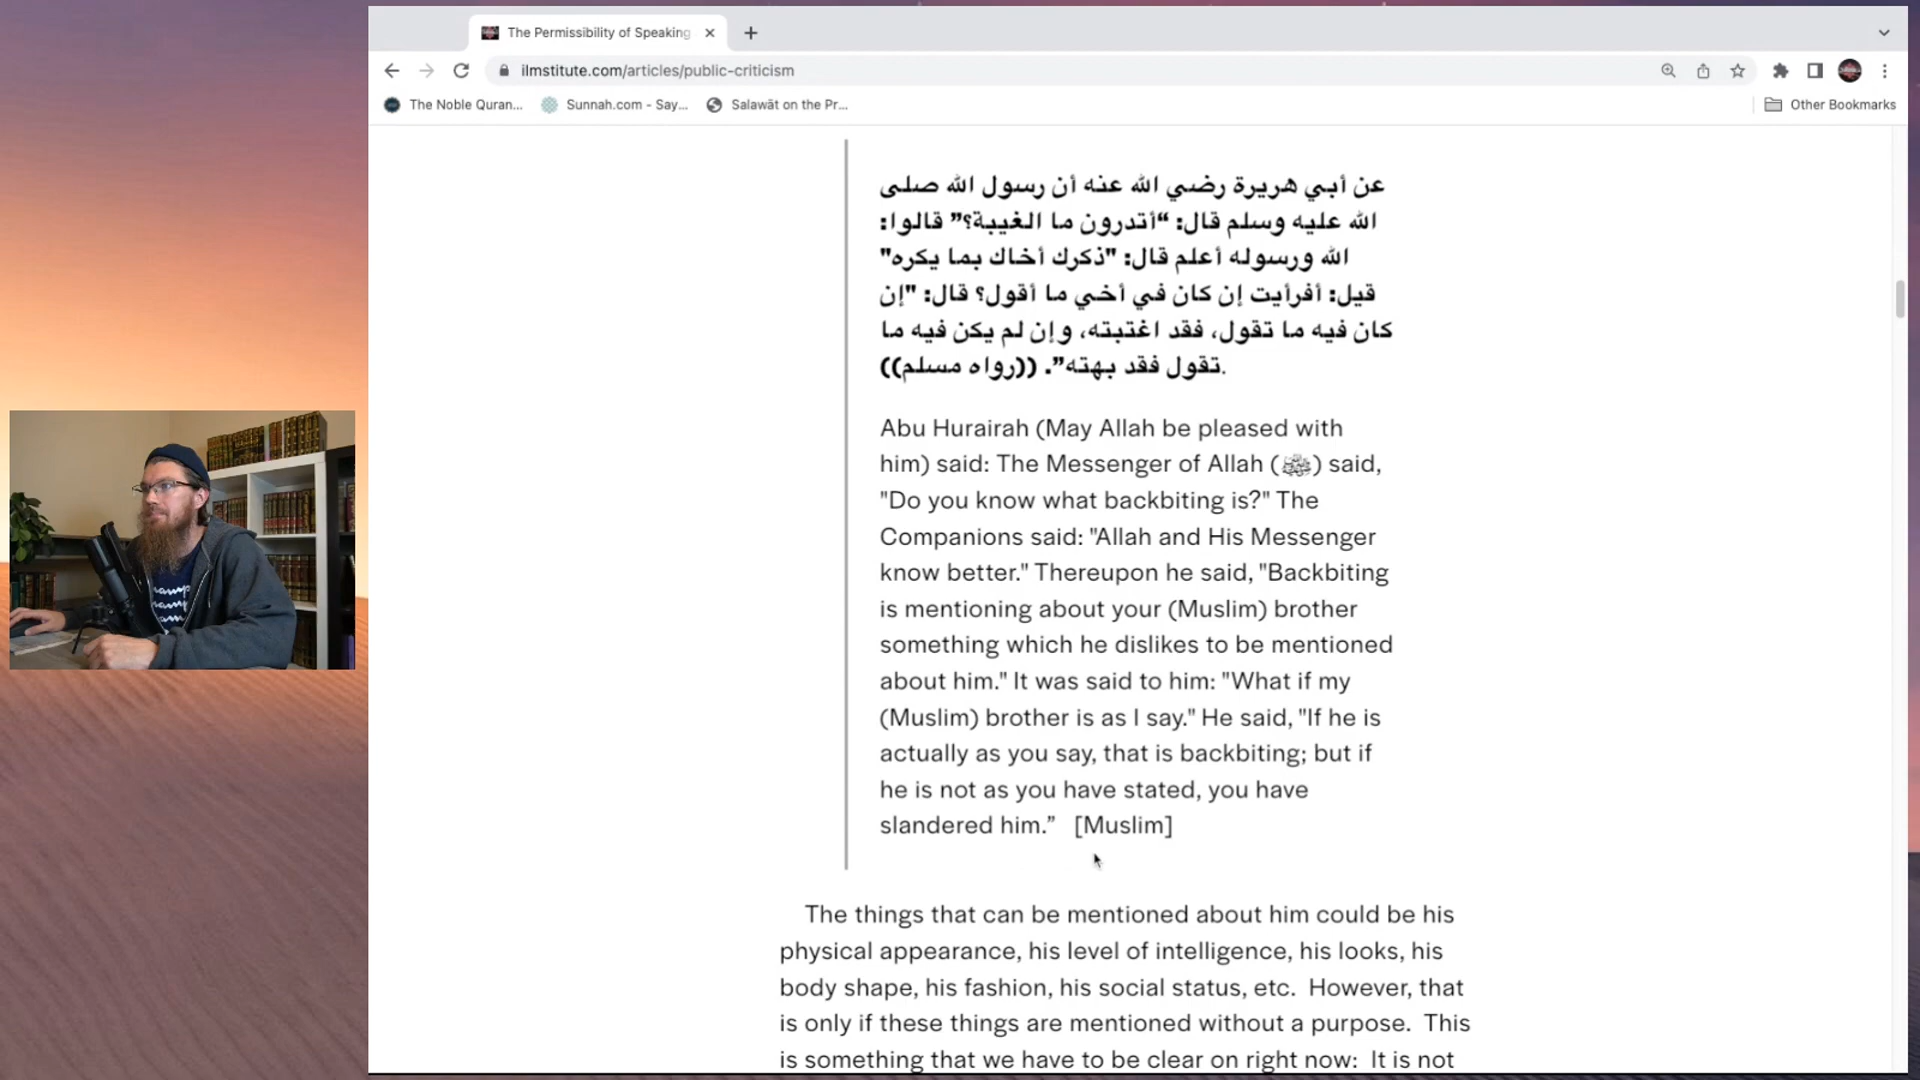 The Permissibility of Speaking
ilmstitute.com/articles/public-criticism
The Noble Quran...
Sunnah.com - Say...
Salawāt on the Pr...
Other Bookmarks
عن أبي هريرة رضي الله عنه أن رسول الله صلى
الله عليه وسلم قال: “أتدرون ما الغيبة؟” قالوا:
الله ورسوله أعلم قال: "ذكرك أخاك بما يكره"
قيل: أفرأيت إن كان في أخي ما أقول؟ قال: "إن
كان فيه ما تقول، فقد اغتبته، وإن لم يكن فيه ما
تقول فقد بهته”. ((رواه مسلم)).
Abu Hurairah (May Allah be pleased with
him) said: The Messenger of Allah (ﷺ) said,
"Do you know what backbiting is?" The
Companions said: "Allah and His Messenger
know better." Thereupon he said, "Backbiting
is mentioning about your (Muslim) brother
something which he dislikes to be mentioned
about him." It was said to him: "What if my
(Muslim) brother is as I say." He said, "If he is
actually as you say, that is backbiting; but if
he is not as you have stated, you have
slandered him.” [Muslim]
The things that can be mentioned about him could be his
physical appearance, his level of intelligence, his looks, his
body shape, his fashion, his social status, etc. However, that
is only if these things are mentioned without a purpose. This
is something that we have to be clear on right now: It is not